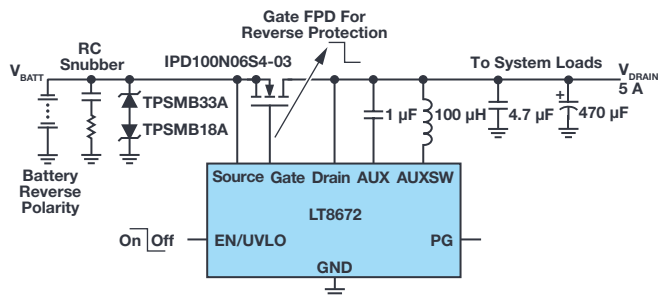 Gate FPD For
Reverse Protection
RC
Snubber
IPD100N06S4-03
To System Loads
VBATT
VDRAIN
5 A
TPSMB33A
TPSMB18A
1 µF
100 µH
4.7 µF
+
470 µF
Battery
Reverse
Polarity
Source Gate Drain AUX AUXSW
LT8672
On Off
EN/UVLO
PG
GND